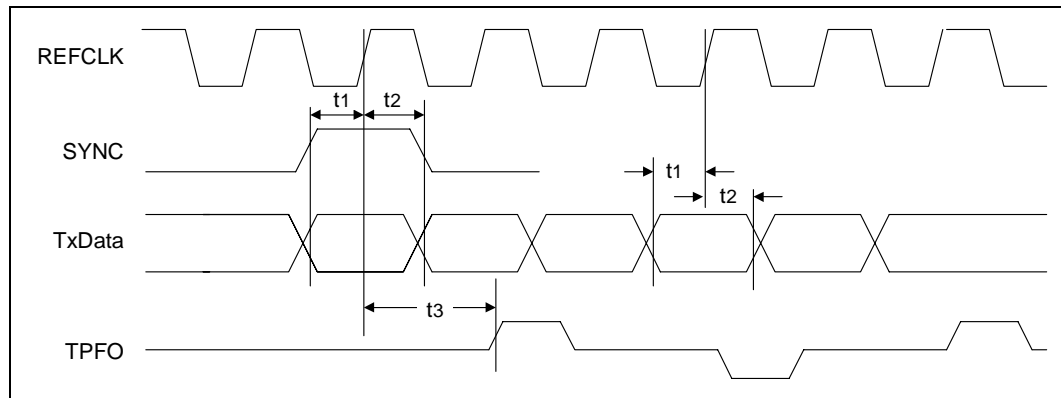 REFCLK
t1 t2
SYNC
t1
t2
TxData
t3
TPFO